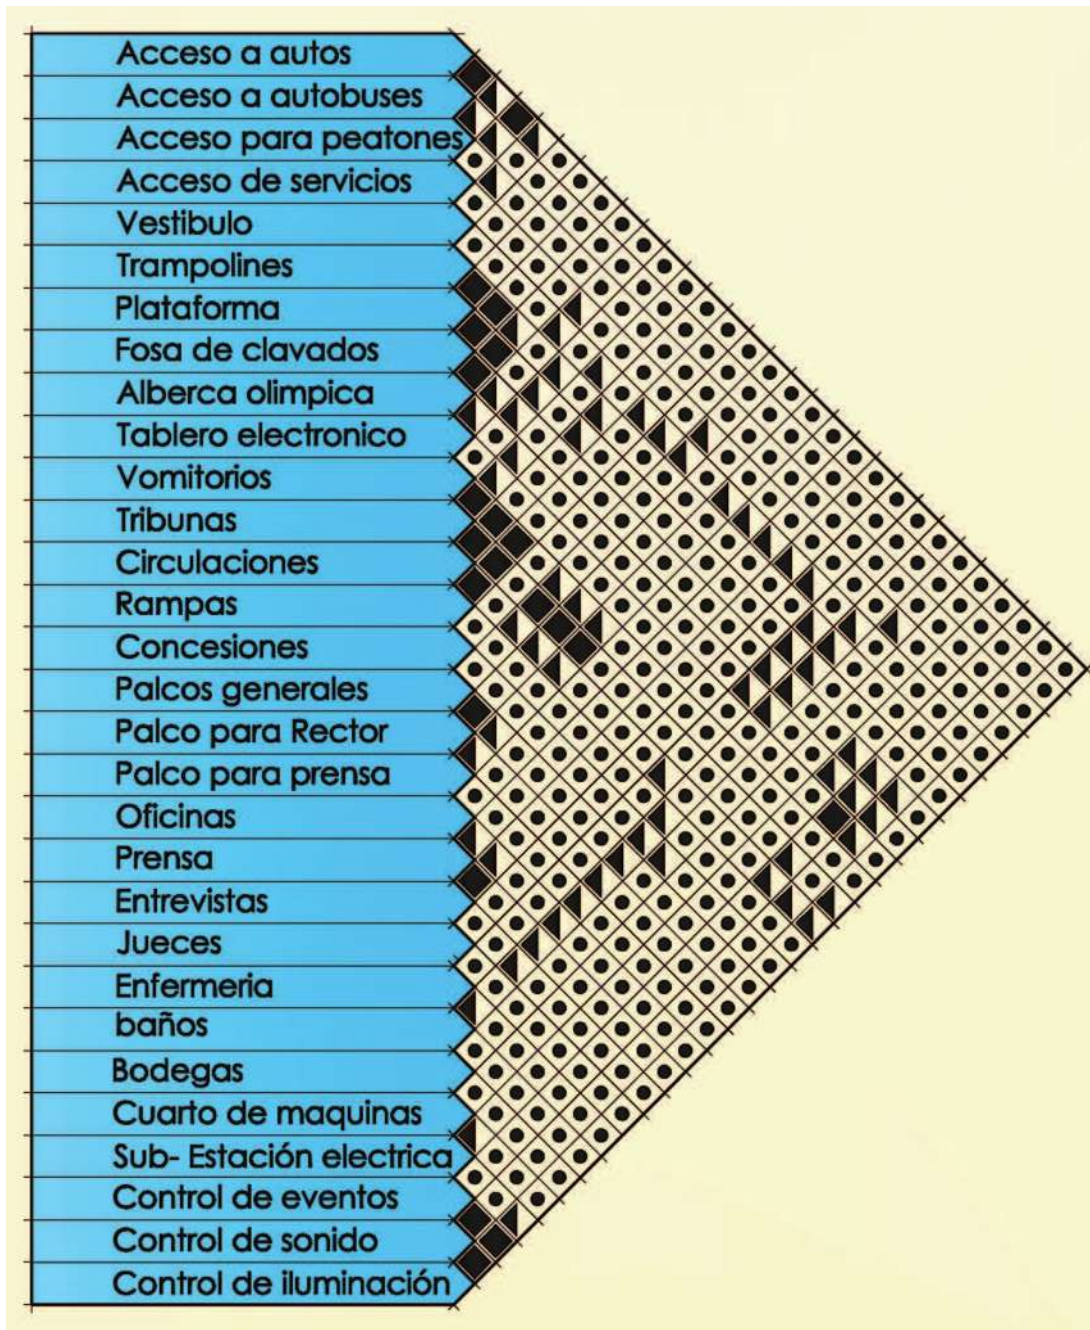 Acceso a autos
Acceso a autobuses
Acceso para peatones
Acceso de servicios
Vestibulo
Trampolines
Plataforma
Fosa de clavados
Alberca olimpica
Tablero electronico
Vomitorios
Tribunas
Circulaciones
Rampas
Concesiones
Palcos generales
Palco para Rector
Palco para prensa
Oficinas
Prensa
Entrevistas
Jueces
Enfermeria
baños
Bodegas
Cuarto de maquinas
Sub- Estación electrica
Control de eventos
Control de sonido
Control de iluminación